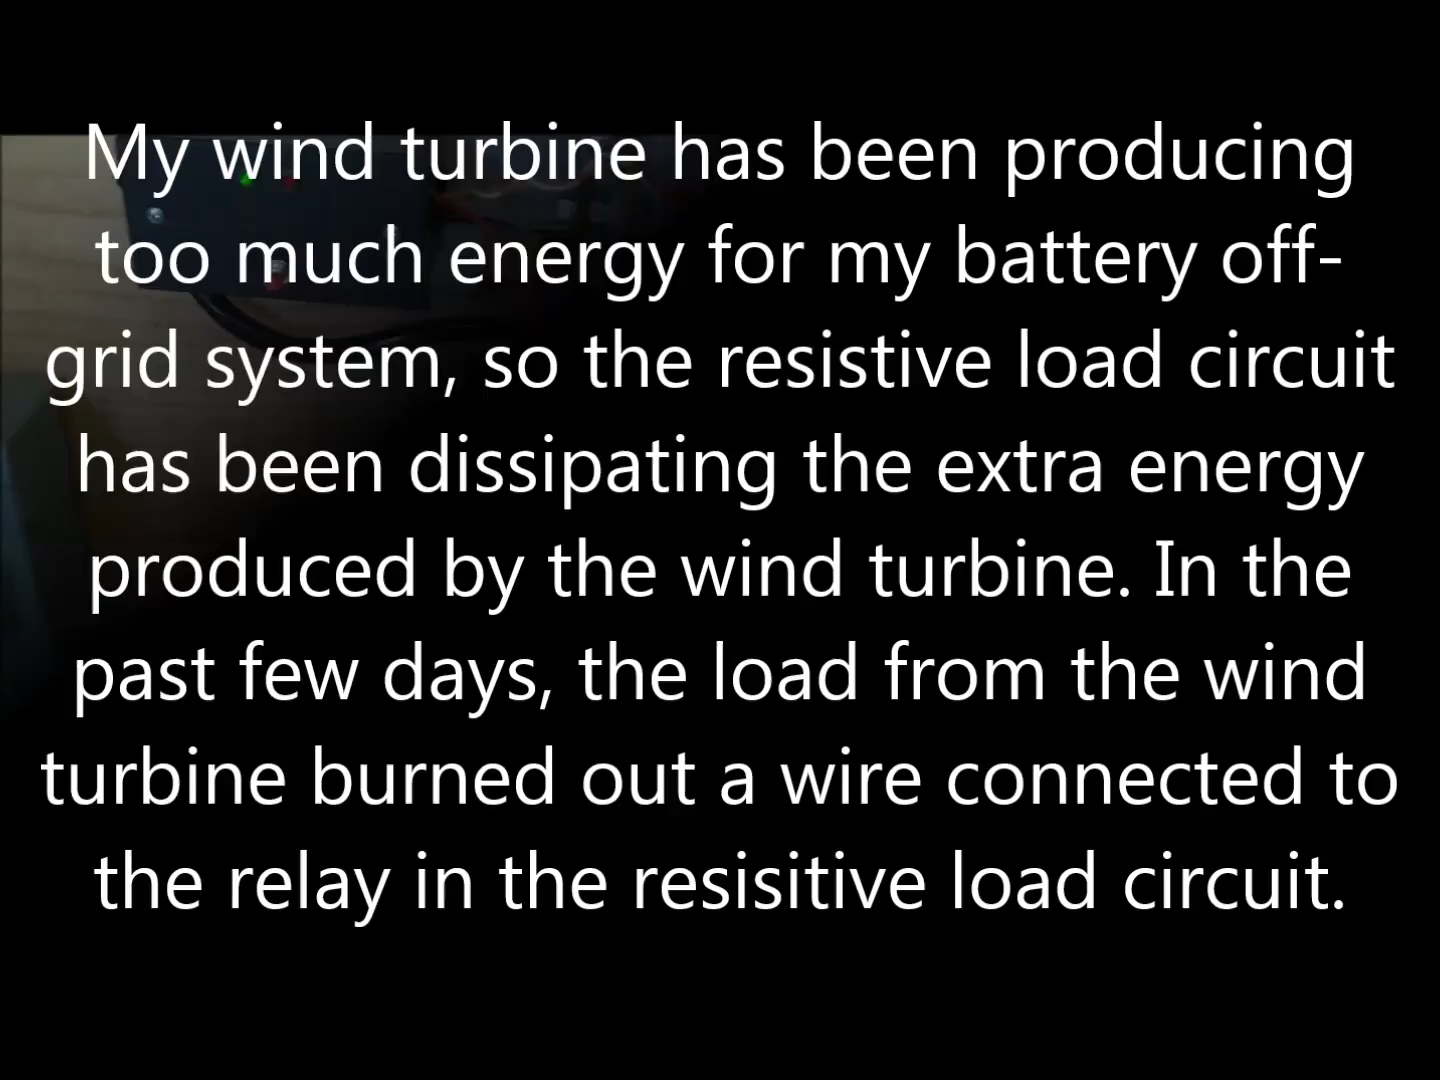 My wind turbine has been producing
too much energy for my battery off-
grid system, so the resistive load circuit
has been dissipating the extra energy
produced by the wind turbine. In the
past few days, the load from the wind
turbine burned out a wire connected to
the relay in the resisitive load circuit.